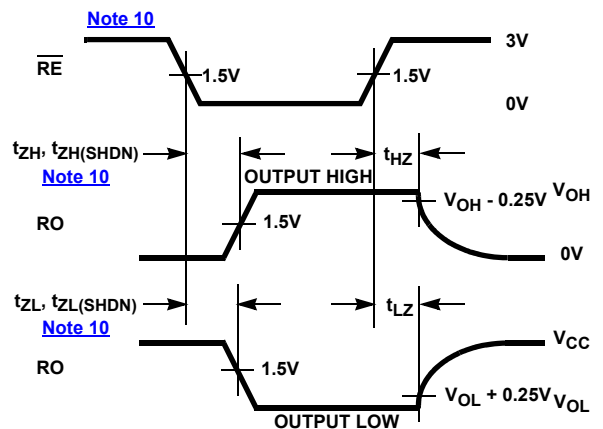 Note 10
3V
RE
1.5V
1.5V
0V
tZH, tZH(SHDN)
Note 10
tHZ
OUTPUT HIGH
VOH - 0.25V
VOH
RO
1.5V
0V
tZL, tZL(SHDN)
Note 10
tLZ
VCC
RO
1.5V
VOL + 0.25V
VOL
OUTPUT LOW